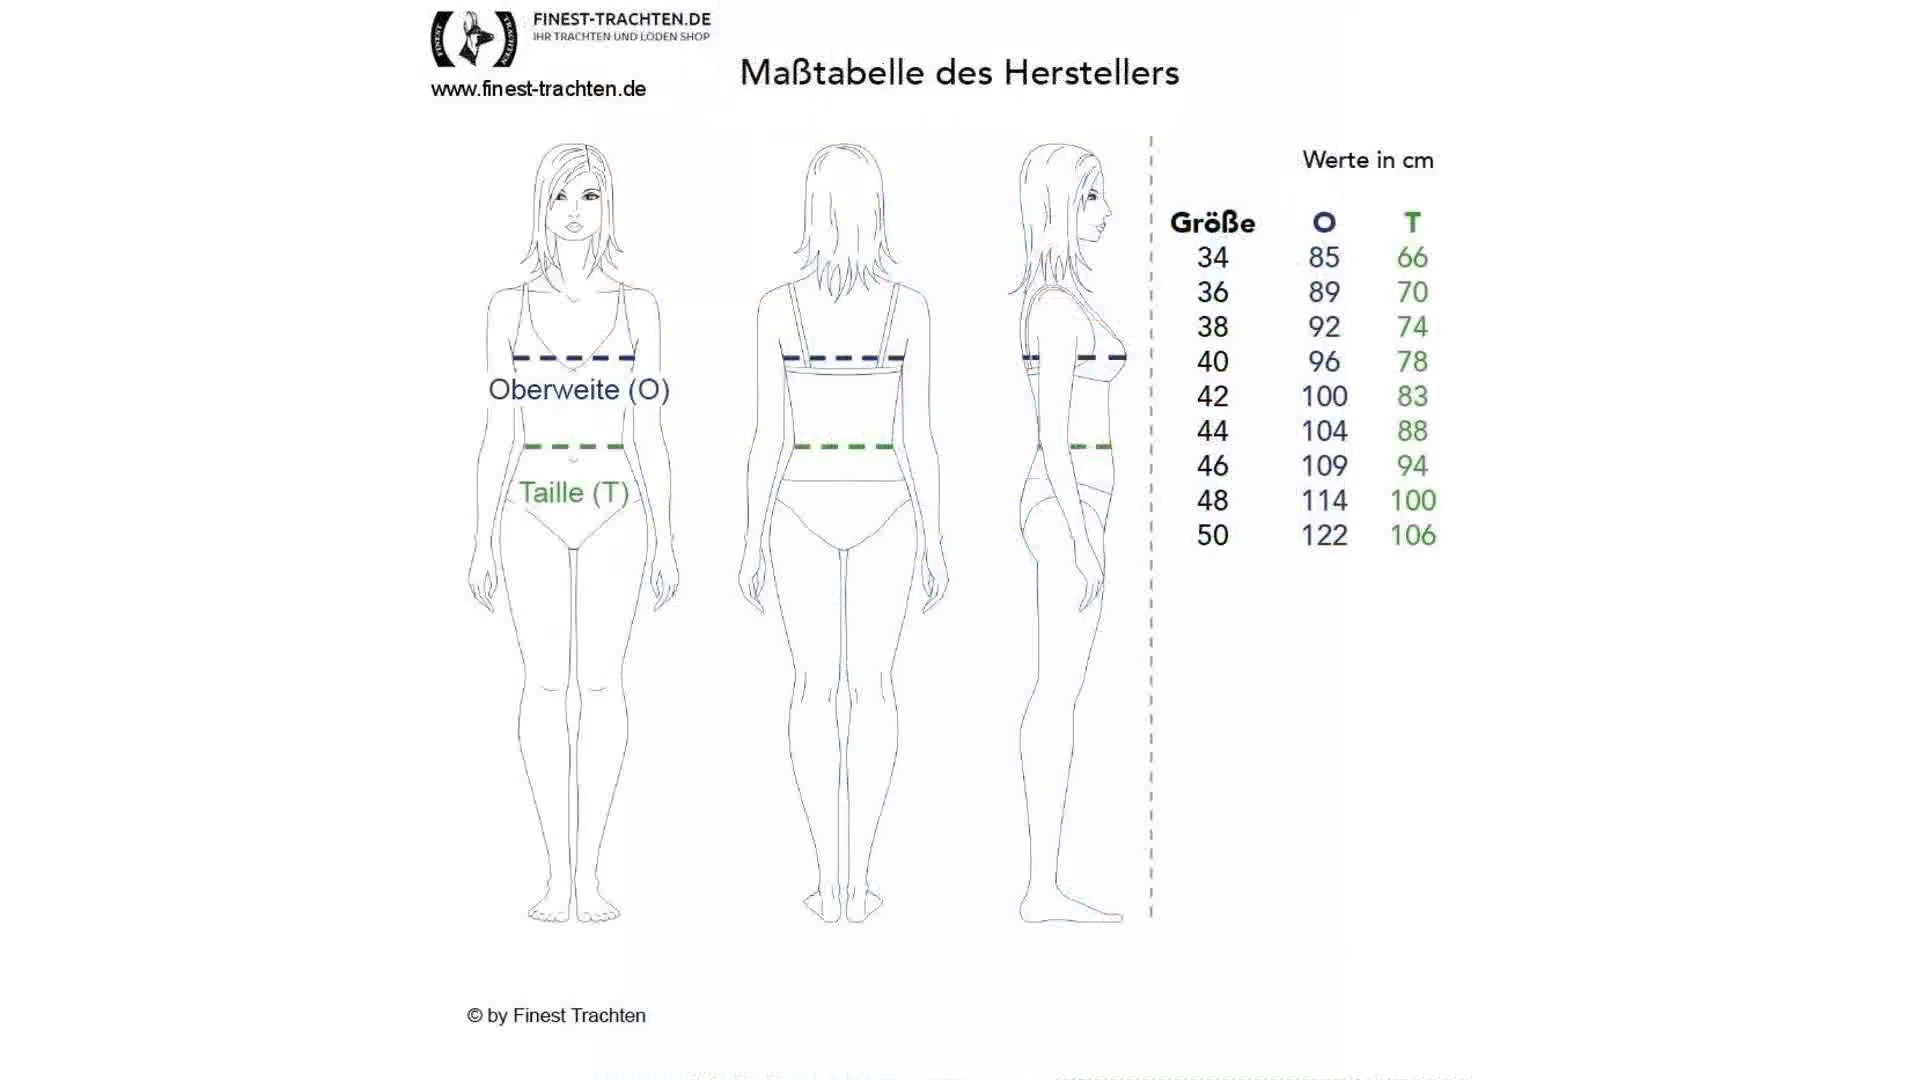 FINEST-TRACHTEN.DE
IHR TRACHTEN UND LODEN SHOP
FINEST
TRACHTEN
www.finest-trachten.de
Maßtabelle des Herstellers
Oberweite (O)
Taille (T)
Werte in cm
Größe O T
34 85 66
36 89 70
38 92 74
40 96 78
42 100 83
44 104 88
46 109 94
48 114 100
50 122 106
© by Finest Trachten